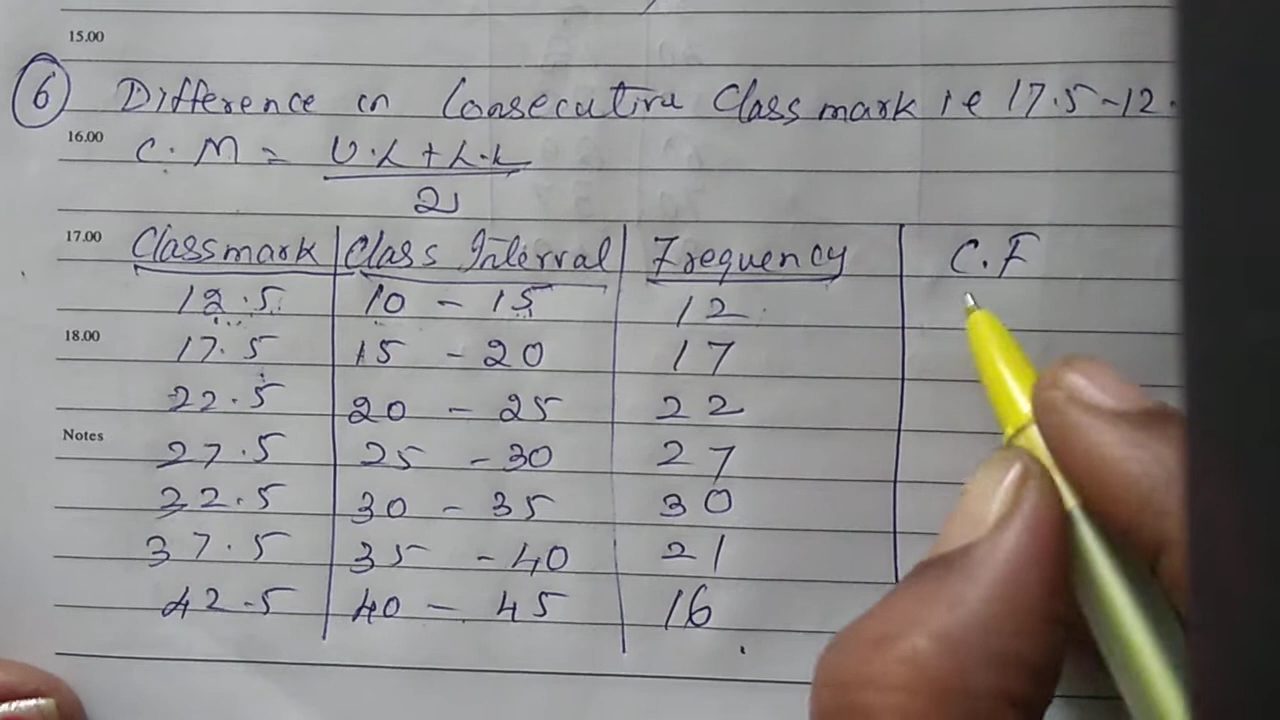 15.00
6 Difference in Consecutive Class mark i e 17.5-12.
16.00
C.M = U.L + L.L
2
17.00 Class mark Class Interval Frequency C.F
12.5 10 - 15 12
18.00
17.5 15 - 20 17
22.5 20 - 25 22
Notes
27.5 25 - 30 27
32.5 30 - 35 30
37.5 35 - 40 21
42.5 40 - 45 16